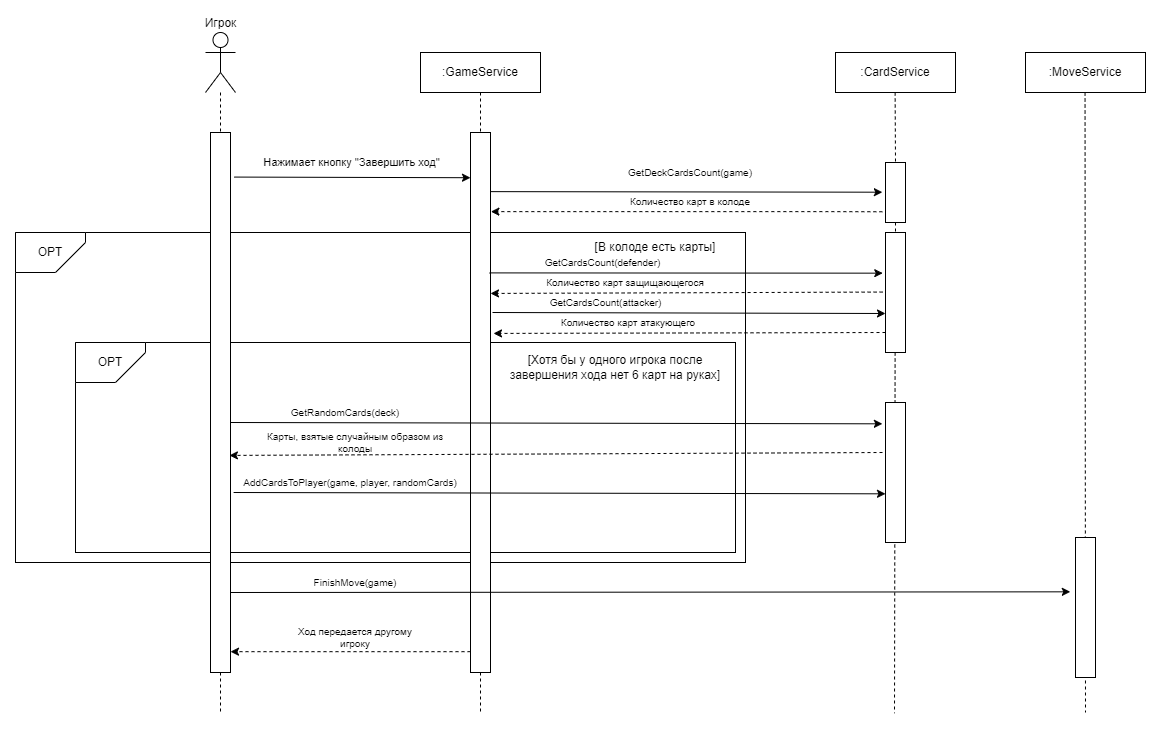 Игрок
:GameService
:CardService
:MoveService
Нажимает кнопку "Завершить ход"
GetDeckCardsCount(game)
Количество карт в колоде
OPT
[В колоде есть карты]
GetCardsCount(defender)
Количество карт защищающегося
GetCardsCount(attacker)
Количество карт атакующего
OPT
[Хотя бы у одного игрока после
завершения хода нет 6 карт на руках]
GetRandomCards(deck)
Карты, взятые случайным образом из
колоды
AddCardsToPlayer(game, player, randomCards)
FinishMove(game)
Ход передается другому
игроку